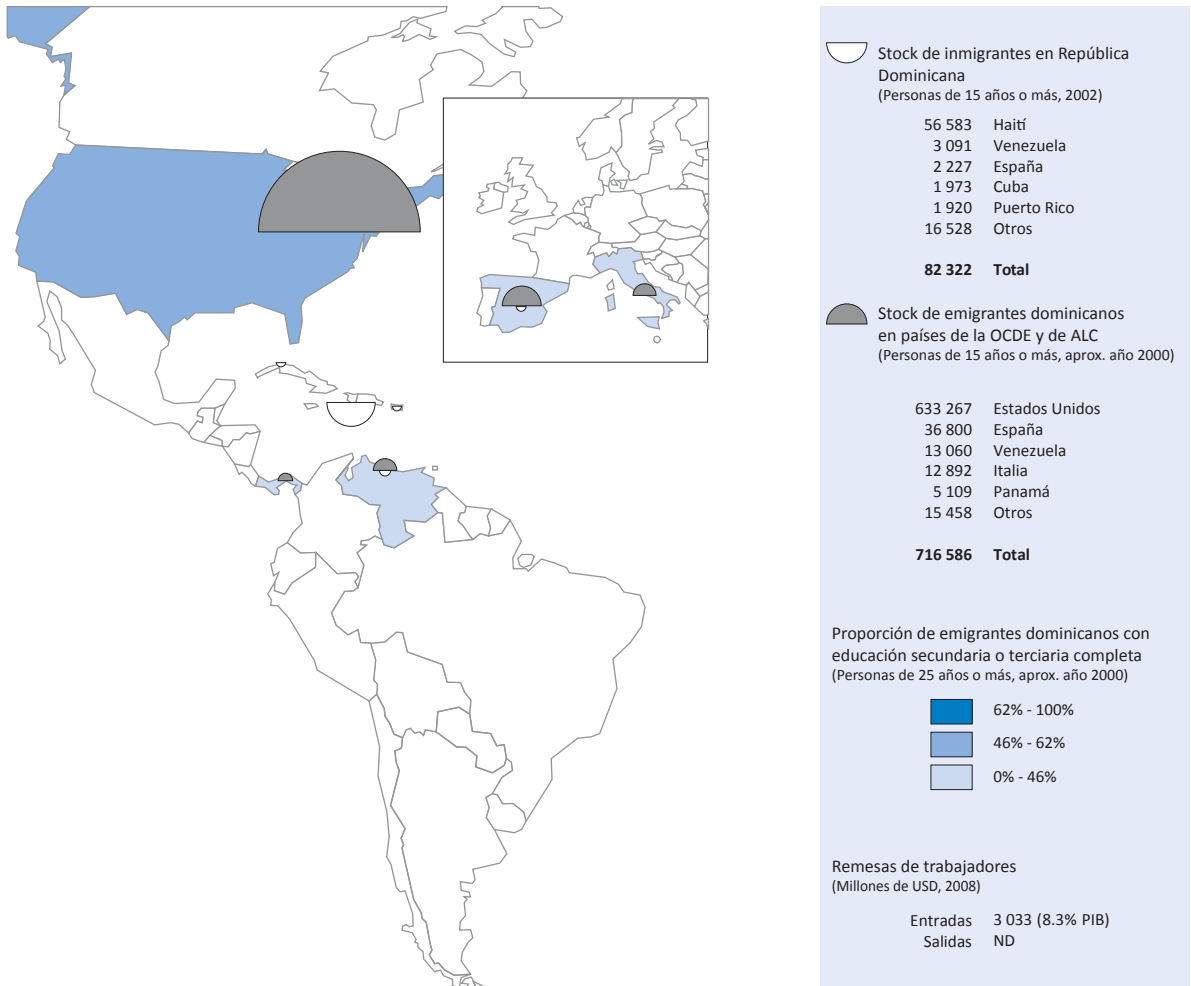 Stock de inmigrantes en República
Dominicana
(Personas de 15 años o más, 2002)
56 583 Haití
3 091 Venezuela
2 227 España
1 973 Cuba
1 920 Puerto Rico
16 528 Otros
82 322 Total
Stock de emigrantes dominicanos
en países de la OCDE y de ALC
(Personas de 15 años o más, aprox. año 2000)
633 267 Estados Unidos
36 800 España
13 060 Venezuela
12 892 Italia
5 109 Panamá
15 458 Otros
716 586 Total
Proporción de emigrantes dominicanos con
educación secundaria o terciaria completa
(Personas de 25 años o más, aprox. año 2000)
62% - 100%
46% - 62%
0% - 46%
Remesas de trabajadores
(Millones de USD, 2008)
Entradas 3 033 (8.3% PIB)
Salidas ND